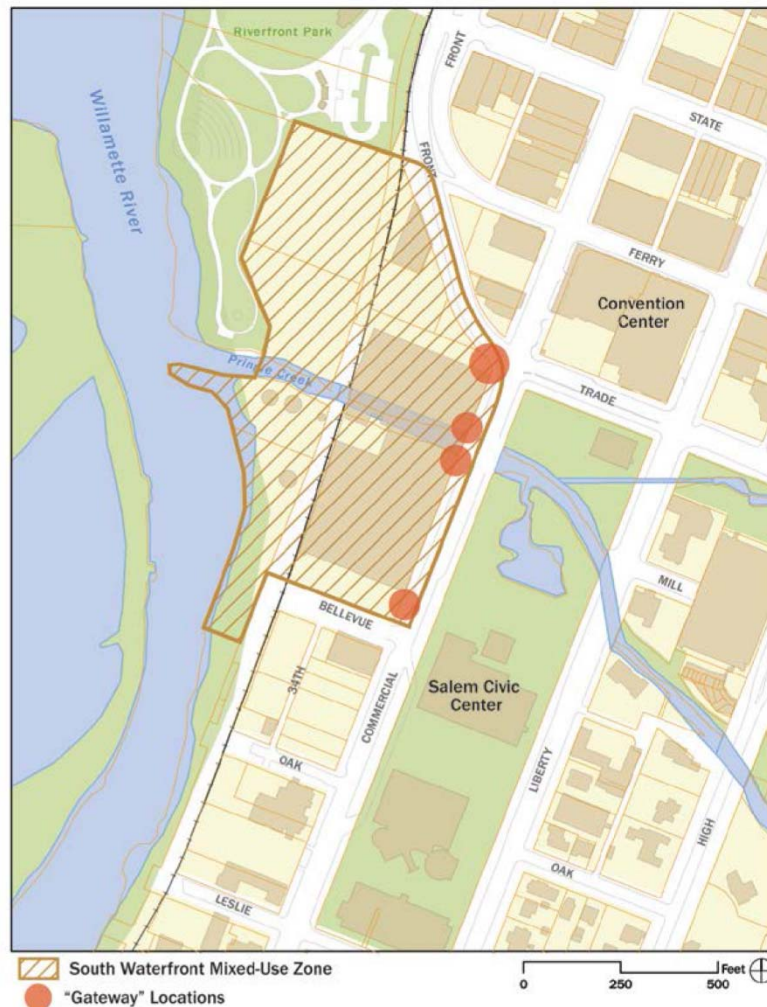 Riverfront Park
FRONT
STATE
Willamette River
FRONT
FERRY
Convention
Center
Pringle Creek
TRADE
MILL
BELLEVUE
34TH
COMMERCIAL
Salem Civic
Center
LIBERTY
HIGH
OAK
OAK
LESLIE
South Waterfront Mixed-Use Zone
"Gateway" Locations
Feet
0 250 500